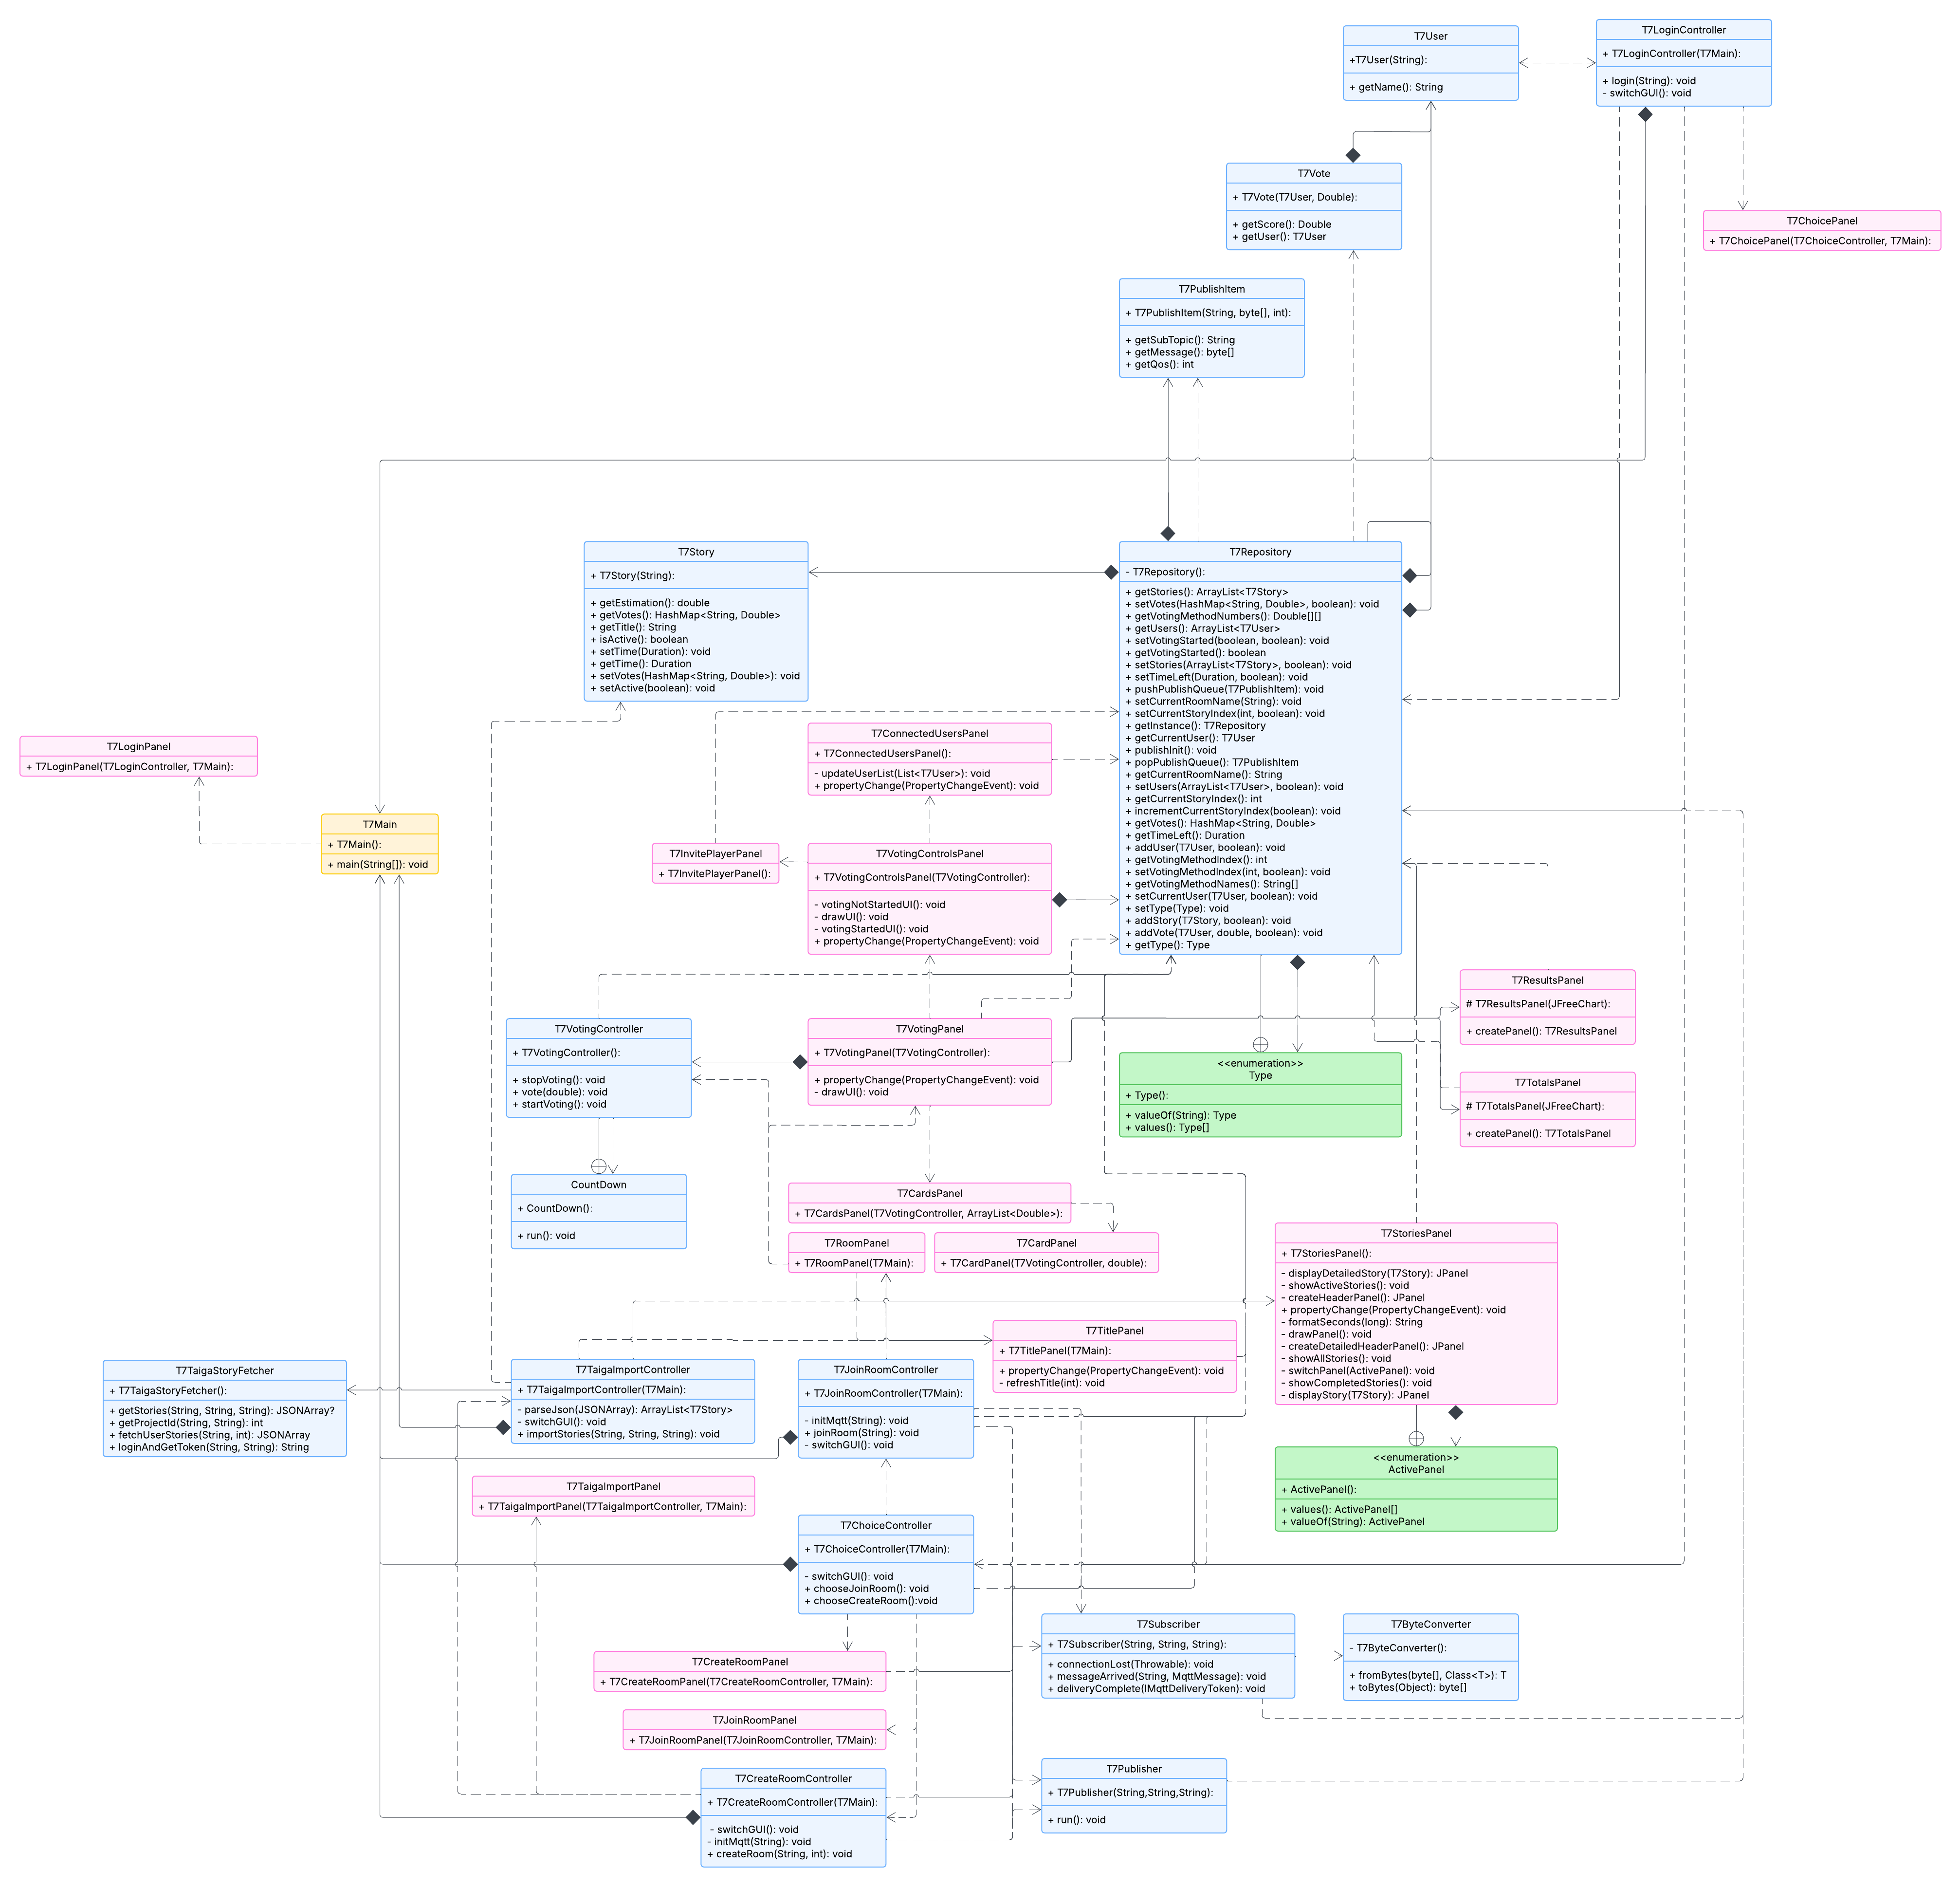 T7User
+T7User(String):
+ getName(): String
T7LoginController
+ T7LoginController(T7Main):
+ login(String): void
- switchGUI(): void
T7Vote
+ T7Vote(T7User, Double):
+ getScore(): Double
+ getUser(): T7User
T7ChoicePanel
+ T7ChoicePanel(T7ChoiceController, T7Main):
T7PublishItem
+ T7PublishItem(String, byte[], int):
+ getSubTopic(): String
+ getMessage(): byte[]
+ getQos(): int
T7Story
+ T7Story(String):
+ getEstimation(): double
+ getVotes(): HashMap<String, Double>
+ getTitle(): String
+ isActive(): boolean
+ setTime(Duration): void
+ getTime(): Duration
+ setVotes(HashMap<String, Double>): void
+ setActive(boolean): void
T7Repository
- T7Repository():
+ getStories(): ArrayList<T7Story>
+ setVotes(HashMap<String, Double>, boolean): void
+ getVotingMethodNumbers(): Double[][]
+ getUsers(): ArrayList<T7User>
+ setVotingStarted(boolean, boolean): void
+ getVotingStarted(): boolean
+ setStories(ArrayList<T7Story>, boolean): void
+ setTimeLeft(Duration, boolean): void
+ pushPublishQueue(T7PublishItem): void
+ setCurrentRoomName(String): void
+ setCurrentStoryIndex(int, boolean): void
+ getInstance(): T7Repository
+ getCurrentUser(): T7User
+ publishInit(): void
+ popPublishQueue(): T7PublishItem
+ getCurrentRoomName(): String
+ setUsers(ArrayList<T7User>, boolean): void
+ getCurrentStoryIndex(): int
+ incrementCurrentStoryIndex(boolean): void
+ getVotes(): HashMap<String, Double>
+ getTimeLeft(): Duration
+ addUser(T7User, boolean): void
+ getVotingMethodIndex(): int
+ setVotingMethodIndex(int, boolean): void
+ getVotingMethodNames(): String[]
+ setCurrentUser(T7User, boolean): void
+ setType(Type): void
+ addStory(T7Story, boolean): void
+ addVote(T7User, double, boolean): void
+ getType(): Type
T7ConnectedUsersPanel
+ T7ConnectedUsersPanel():
- updateUserList(List<T7User>): void
+ propertyChange(PropertyChangeEvent): void
T7LoginPanel
+ T7LoginPanel(T7LoginController, T7Main):
T7Main
+ T7Main():
+ main(String[]): void
T7InvitePlayerPanel
+ T7InvitePlayerPanel():
T7VotingControlsPanel
+ T7VotingControlsPanel(T7VotingController):
- votingNotStartedUI(): void
- drawUI(): void
- votingStartedUI(): void
+ propertyChange(PropertyChangeEvent): void
T7ResultsPanel
# T7ResultsPanel(JFreeChart):
+ createPanel(): T7ResultsPanel
T7VotingController
+ T7VotingController():
+ stopVoting(): void
+ vote(double): void
+ startVoting(): void
T7VotingPanel
+ T7VotingPanel(T7VotingController):
+ propertyChange(PropertyChangeEvent): void
- drawUI(): void
<<enumeration>>
Type
+ Type():
+ valueOf(String): Type
+ values(): Type[]
T7TotalsPanel
# T7TotalsPanel(JFreeChart):
+ createPanel(): T7TotalsPanel
CountDown
+ CountDown():
+ run(): void
T7CardsPanel
+ T7CardsPanel(T7VotingController, ArrayList<Double>):
T7RoomPanel
+ T7RoomPanel(T7Main):
T7CardPanel
+ T7CardPanel(T7VotingController, double):
T7StoriesPanel
+ T7StoriesPanel():
- displayDetailedStory(T7Story): JPanel
- showActiveStories(): void
- createHeaderPanel(): JPanel
+ propertyChange(PropertyChangeEvent): void
- formatSeconds(long): String
- drawPanel(): void
- createDetailedHeaderPanel(): JPanel
- showAllStories(): void
- switchPanel(ActivePanel): void
- showCompletedStories(): void
- displayStory(T7Story): JPanel
T7TitlePanel
+ T7TitlePanel(T7Main):
+ propertyChange(PropertyChangeEvent): void
- refreshTitle(int): void
T7TaigaStoryFetcher
+ T7TaigaStoryFetcher():
+ getStories(String, String, String): JSONArray?
+ getProjectId(String, String): int
+ fetchUserStories(String, int): JSONArray
+ loginAndGetToken(String, String): String
T7TaigaImportController
+ T7TaigaImportController(T7Main):
- parseJson(JSONArray): ArrayList<T7Story>
- switchGUI(): void
+ importStories(String, String, String): void
T7JoinRoomController
+ T7JoinRoomController(T7Main):
- initMqtt(String): void
+ joinRoom(String): void
- switchGUI(): void
<<enumeration>>
ActivePanel
+ ActivePanel():
+ values(): ActivePanel[]
+ valueOf(String): ActivePanel
T7TaigaImportPanel
+ T7TaigaImportPanel(T7TaigaImportController, T7Main):
T7ChoiceController
+ T7ChoiceController(T7Main):
- switchGUI(): void
+ chooseJoinRoom(): void
+ chooseCreateRoom():void
T7Subscriber
+ T7Subscriber(String, String, String):
+ connectionLost(Throwable): void
+ messageArrived(String, MqttMessage): void
+ deliveryComplete(IMqttDeliveryToken): void
T7ByteConverter
- T7ByteConverter():
+ fromBytes(byte[], Class<T>): T
+ toBytes(Object): byte[]
T7CreateRoomPanel
+ T7CreateRoomPanel(T7CreateRoomController, T7Main):
T7JoinRoomPanel
+ T7JoinRoomPanel(T7JoinRoomController, T7Main):
T7CreateRoomController
+ T7CreateRoomController(T7Main):
- switchGUI(): void
- initMqtt(String): void
+ createRoom(String, int): void
T7Publisher
+ T7Publisher(String,String,String):
+ run(): void